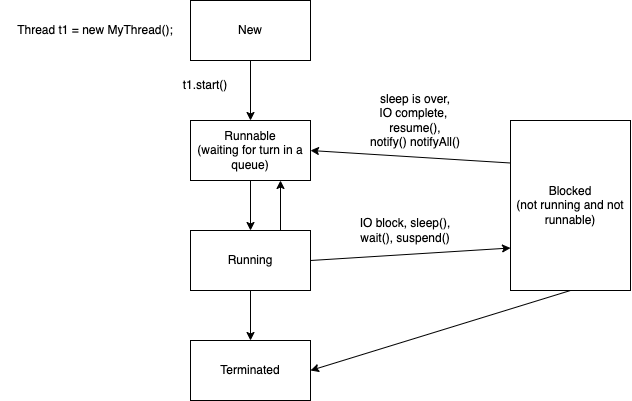 Thread t1 = new MyThread();
New
t1.start()
sleep is over,
IO complete,
resume(),
notify() notifyAll()
Runnable
(waiting for turn in a
queue)
Blocked
(not running and not
runnable)
IO block, sleep(),
wait(), suspend()
Running
Terminated